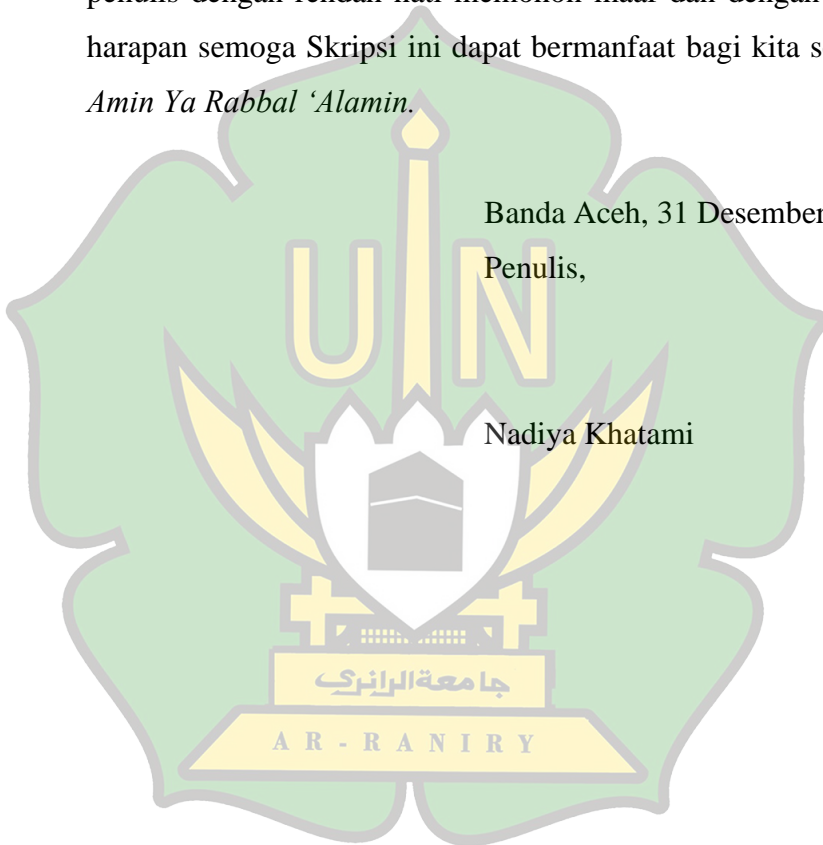 penulis dengan rendah hati memohon maaf dan dengan
harapan semoga Skripsi ini dapat bermanfaat bagi kita s
Amin Ya Rabbal ‘Alamin.
Banda Aceh, 31 Desember
Penulis,
UIN
Nadiya Khatami
جامعة الرانري
AR-RANIRY